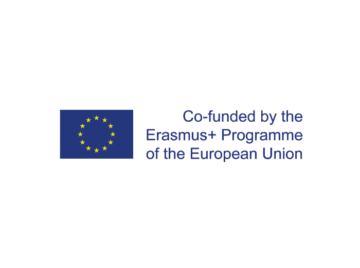 Co-funded by the
Erasmus+ Programme
of the European Union